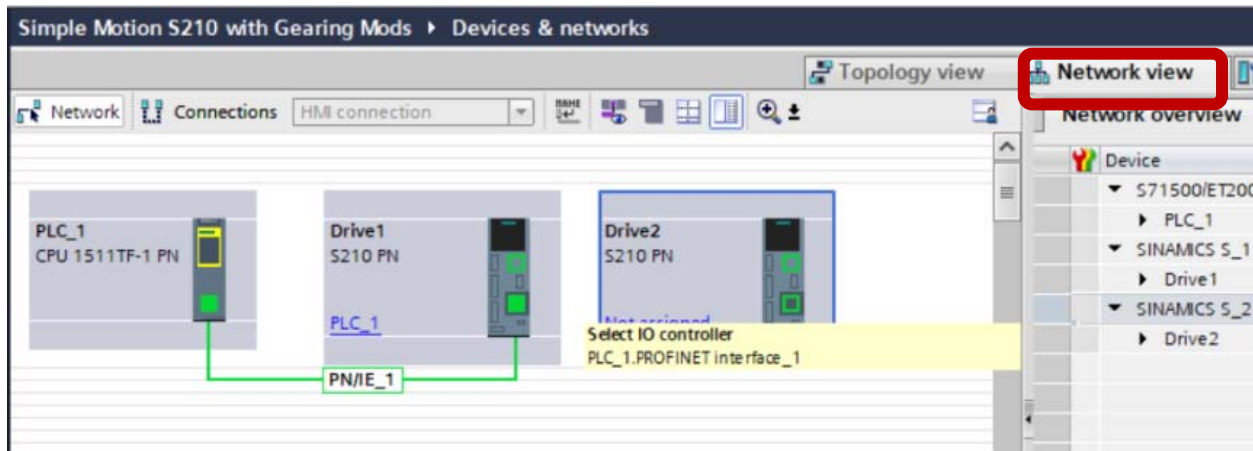 Simple Motion S210 with Gearing Mods ▸ Devices & networks
Topology view
Network view
Network
Connections
HMI connection
Network overview
Device
S71500/ET200
PLC_1
SINAMICS S_1
Drive1
SINAMICS S_2
Drive2
PLC_1
CPU 1511TF-1 PN
Drive1
S210 PN
PLC_1
Drive2
S210 PN
Not assigned
Select IO controller
PLC_1.PROFINET interface_1
PN/IE_1